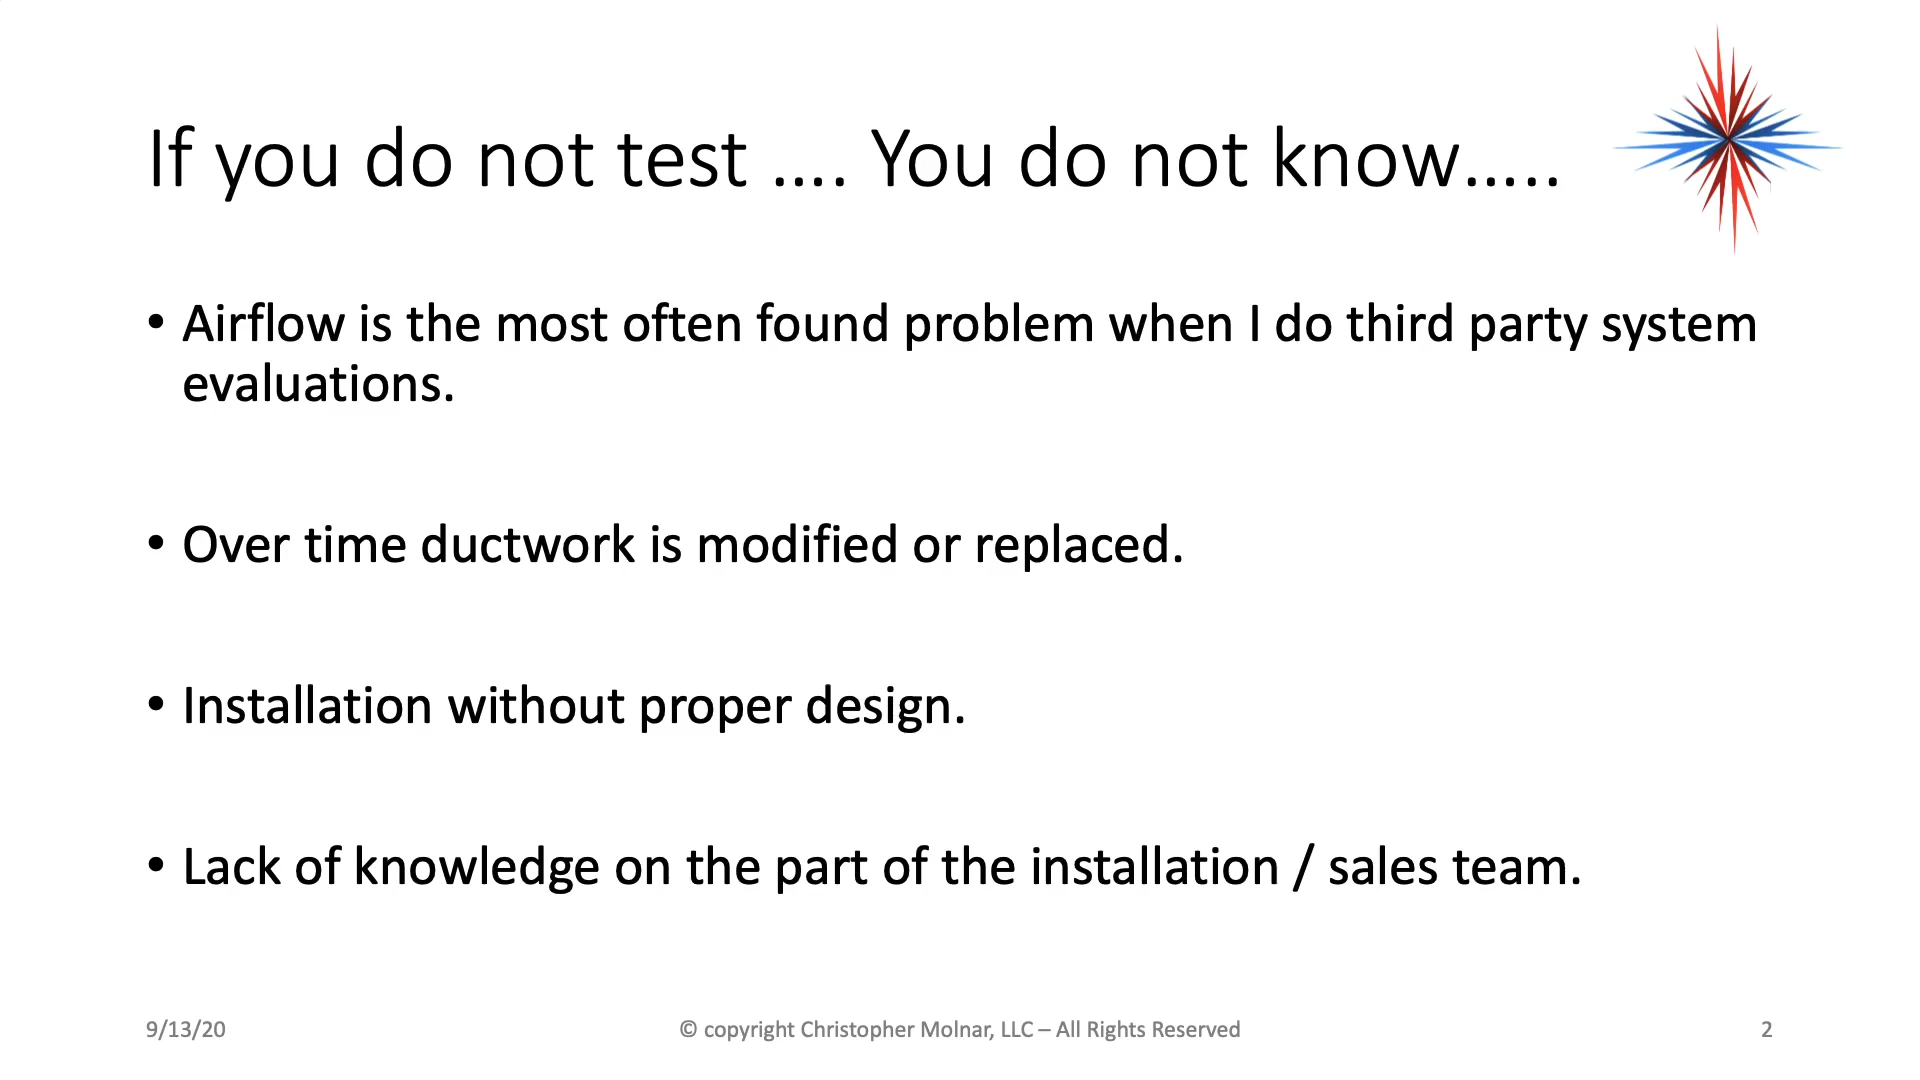 If you do not test .... You do not know.....
• Airflow is the most often found problem when I do third party system
evaluations.
• Over time ductwork is modified or replaced.
• Installation without proper design.
• Lack of knowledge on the part of the installation / sales team.
9/13/20
© copyright Christopher Molnar, LLC – All Rights Reserved
2